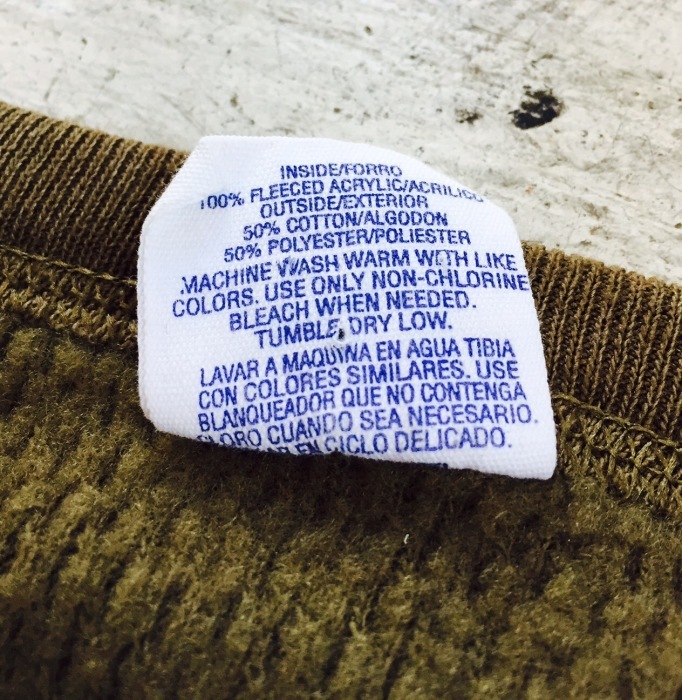 INSIDE/FORRO
100% FLEECED ACRYLIC/ACRILICO
OUTSIDE/EXTERIOR
50% COTTON/ALGODON
50% POLYESTER/POLIESTER
MACHINE WASH WARM WITH LIKE
COLORS. USE ONLY NON-CHLORINE
BLEACH WHEN NEEDED.
TUMBLE DRY LOW.
LAVAR A MAQUINA EN AGUA TIBIA
CON COLORES SIMILARES. USE
BLANQUEADOR QUE NO CONTENGA
CLORO CUANDO SEA NECESARIO.
EN CICLO DELICADO.